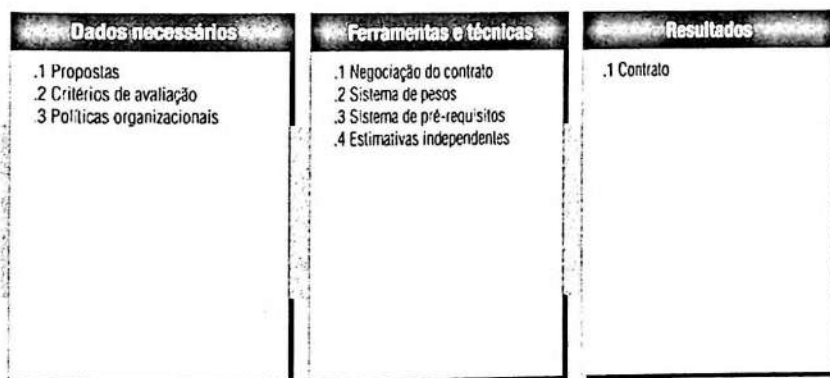 Dados necessários
.1 Propostas
.2 Critérios de avaliação
.3 Políticas organizacionais
Ferramentas e técnicas
.1 Negociação do contrato
.2 Sistema de pesos
.3 Sistema de pré-requisitos
.4 Estimativas independentes
Resultados
.1 Contrato